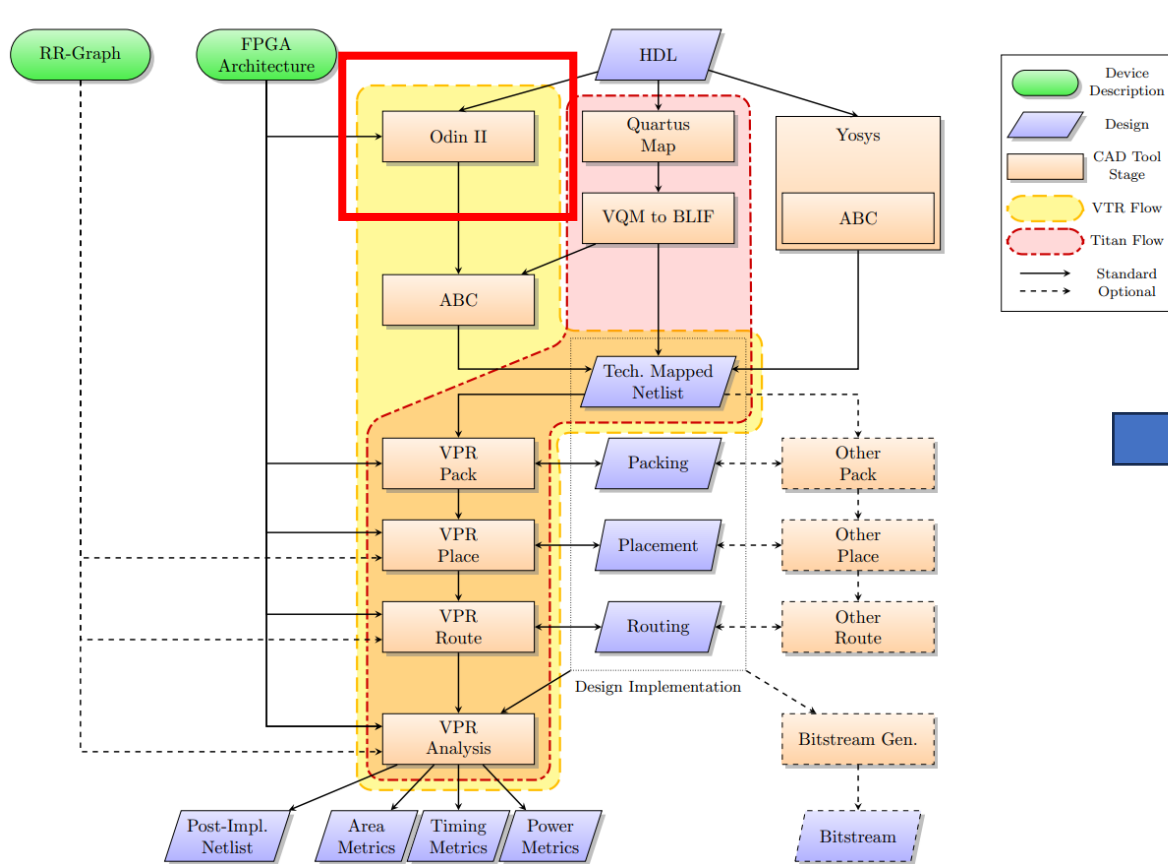 RR-Graph
FPGA
Architecture
HDL
Odin II
Quartus
Map
Yosys
VQM to BLIF
ABC
ABC
Tech. Mapped
Netlist
VPR
Pack
Packing
Other
Pack
VPR
Place
Placement
Other
Place
VPR
Route
Routing
Other
Route
Design Implementation
VPR
Analysis
Bitstream Gen.
Post-Impl.
Netlist
Area
Metrics
Timing
Metrics
Power
Metrics
Bitstream
Device
Description
Design
CAD Tool
Stage
VTR Flow
Titan Flow
Standard
Optional